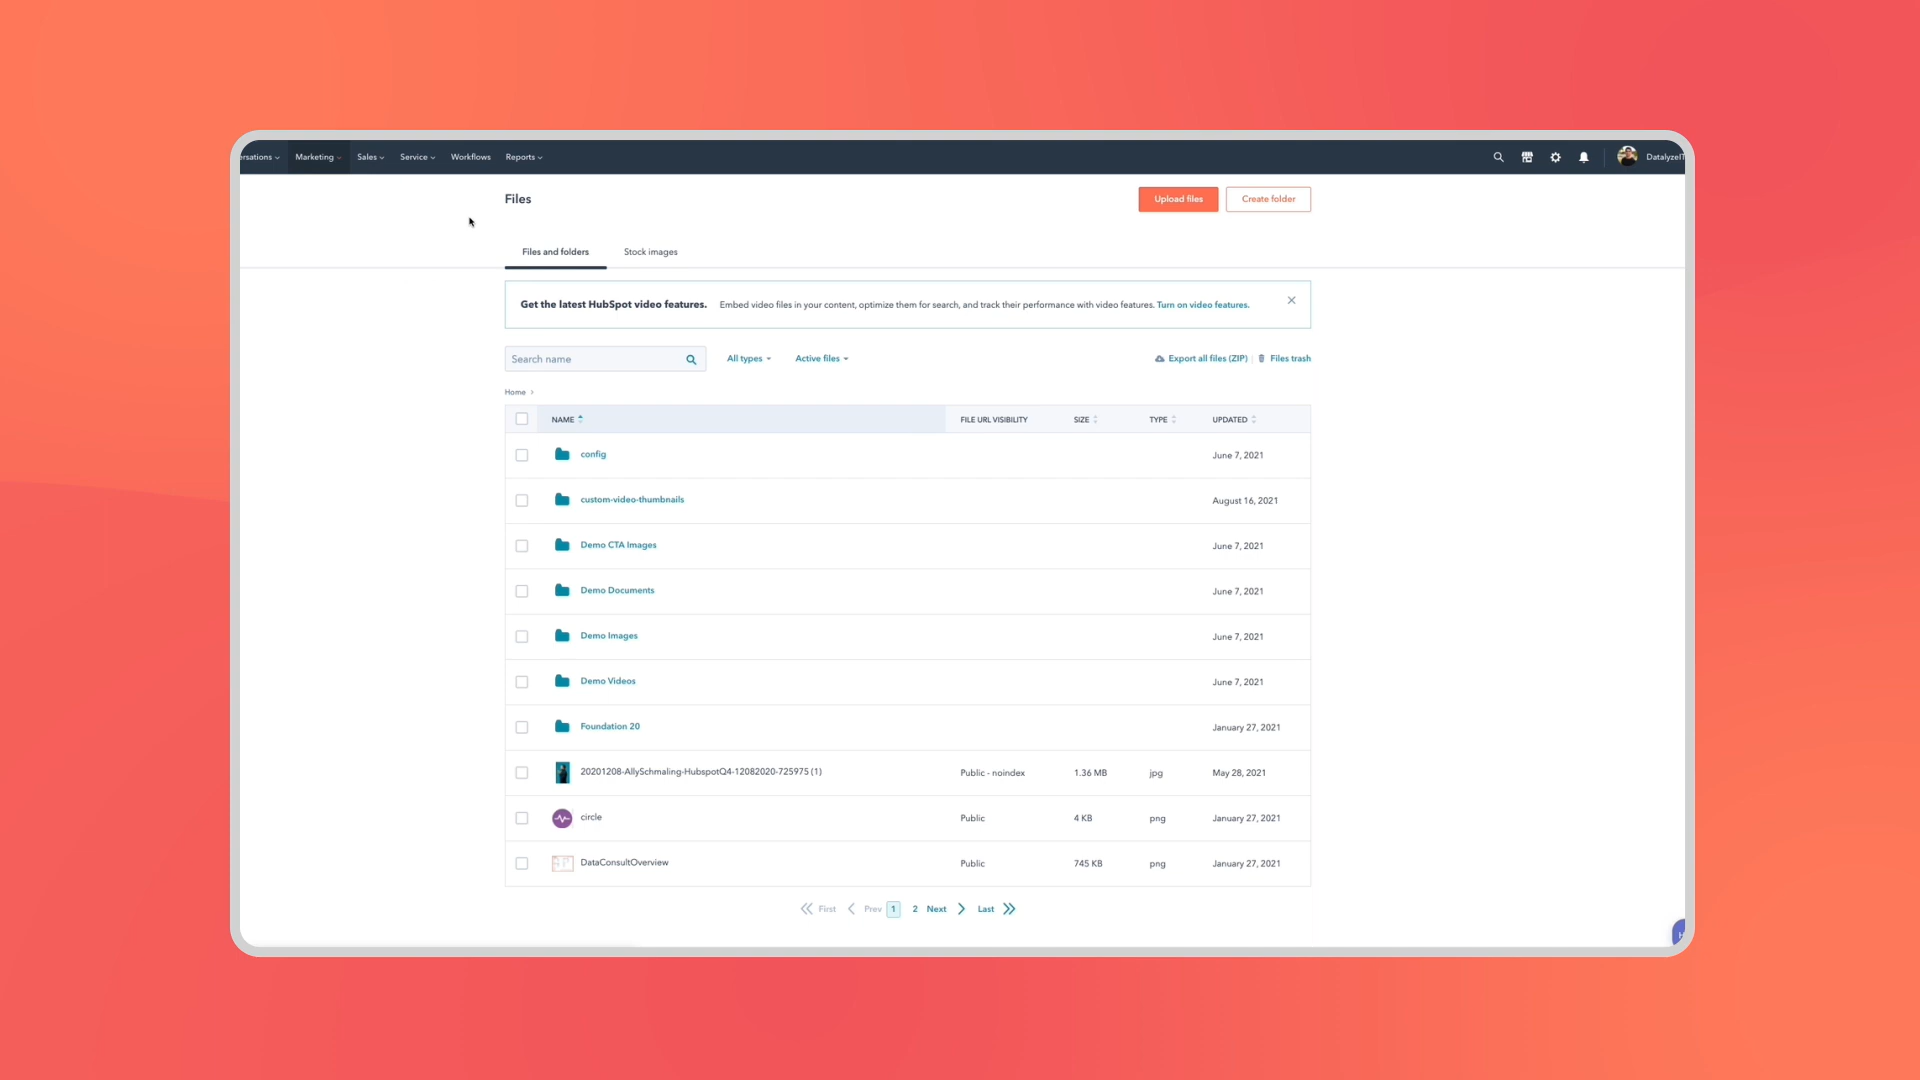 ersations Marketing Sales Service Workflows Reports DatalyzeIT
Files Upload files Create folder
Files and folders Stock images
Get the latest HubSpot video features. Embed video files in your content, optimize them for search, and track their performance with video features. Turn on video features.
Search name All types Active files Export all files (ZIP) Files trash
Home
NAME FILE URL VISIBILITY SIZE TYPE UPDATED
config June 7, 2021
custom-video-thumbnails August 16, 2021
Demo CTA Images June 7, 2021
Demo Documents June 7, 2021
Demo Images June 7, 2021
Demo Videos June 7, 2021
Foundation 20 January 27, 2021
20201208-AllySchmaling-HubspotQ4-12082020-725975 (1) Public - noindex 1.36 MB jpg May 28, 2021
circle Public 4 KB png January 27, 2021
DataConsultOverview Public 745 KB png January 27, 2021
First Prev 1 2 Next Last